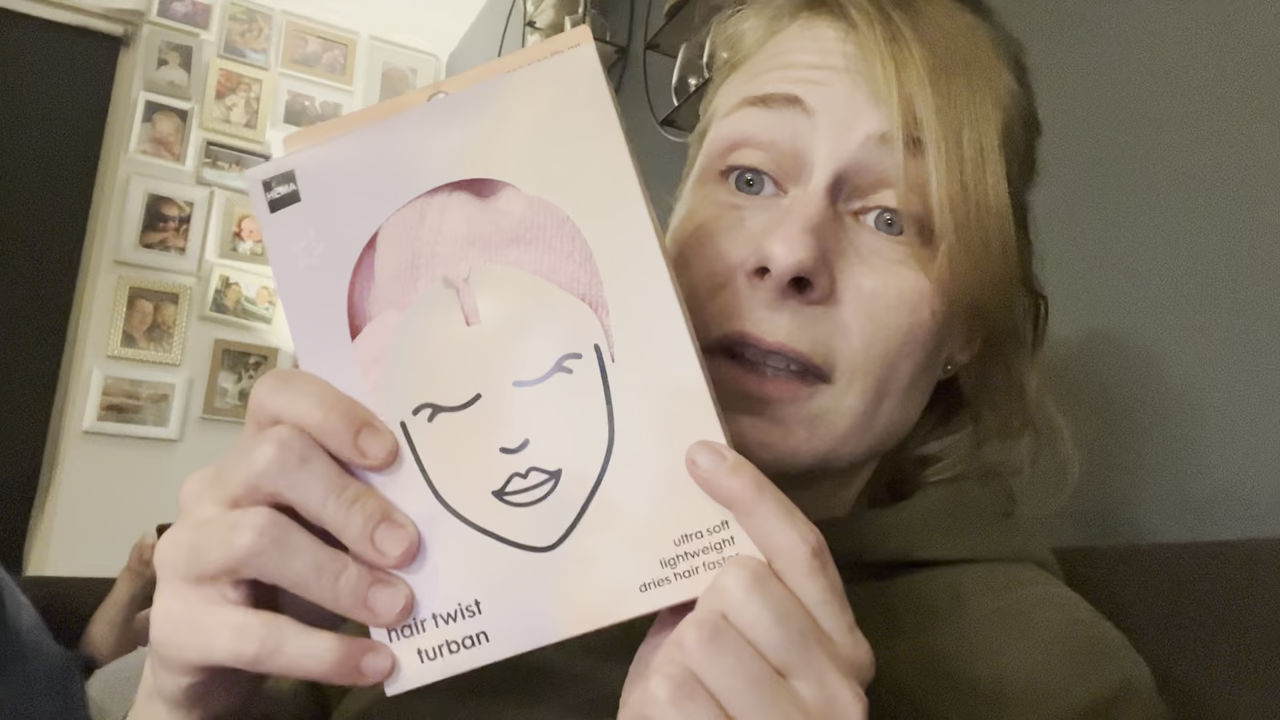 HEMA
ultra soft
lightweight
dries hair faster
hair twist
turban